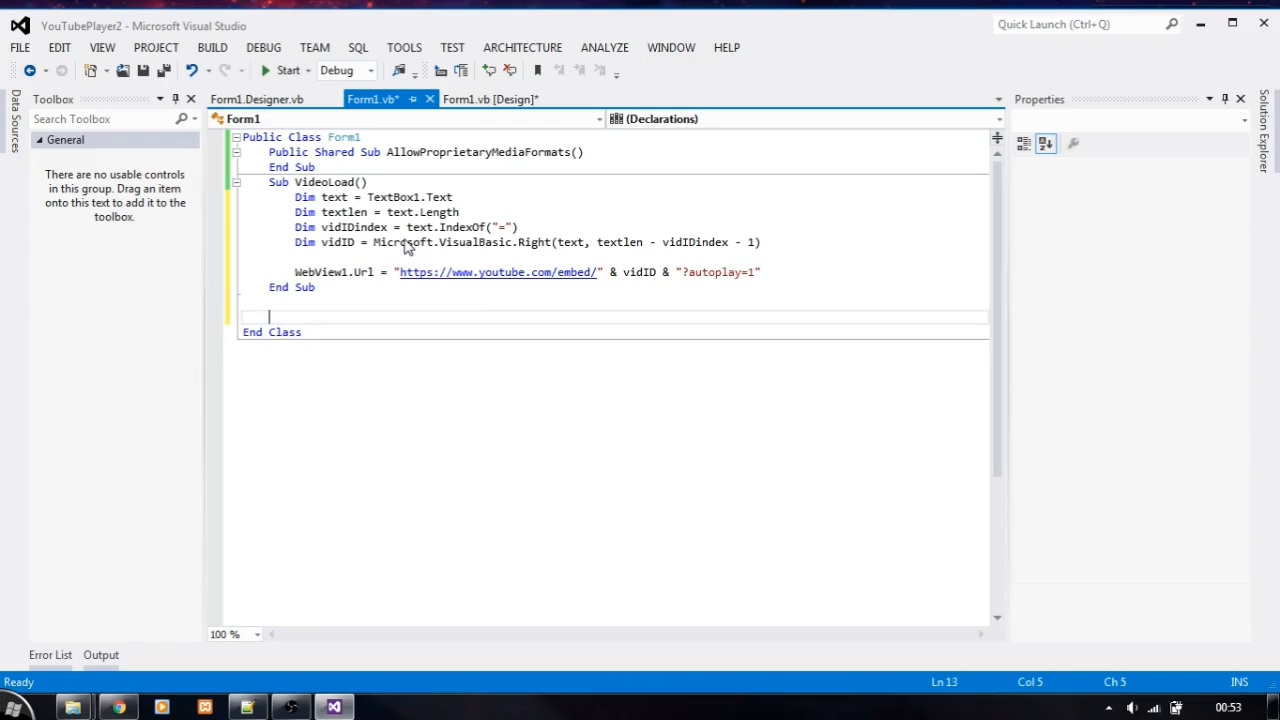 YouTubePlayer2 - Microsoft Visual Studio
Quick Launch (Ctrl+Q)
FILE EDIT VIEW PROJECT BUILD DEBUG TEAM SQL TOOLS TEST ARCHITECTURE ANALYZE WINDOW HELP
Start Debug
Data Sources
Toolbox
Search Toolbox
General
There are no usable controls
in this group. Drag an item
onto this text to add it to the
toolbox.
Form1.Designer.vb Form1.vb* Form1.vb [Design]*
Form1 (Declarations)
Public Class Form1
Public Shared Sub AllowProprietaryMediaFormats()
End Sub
Sub VideoLoad()
Dim text = TextBox1.Text
Dim textlen = text.Length
Dim vidIDindex = text.IndexOf("=")
Dim vidID = Microsoft.VisualBasic.Right(text, textlen - vidIDindex - 1)
WebView1.Url = "https://www.youtube.com/embed/" & vidID & "?autoplay=1"
End Sub
End Class
100 %
Properties
Solution Explorer
Error List Output
Ready Ln 13 Col 5 Ch 5 INS
00:53